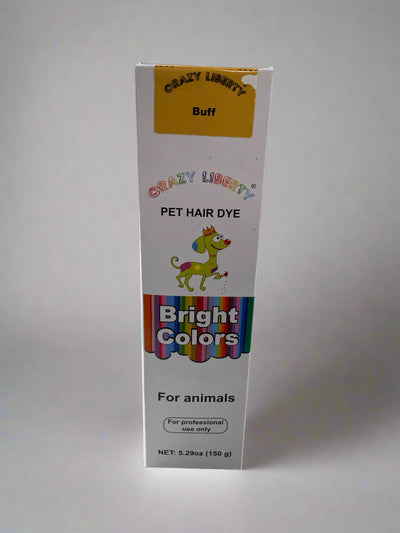 CRAZY LIBERTY
Buff
CRAZY LIBERTY®
PET HAIR DYE
Bright
Colors
For animals
For professional
use only
NET: 5.29oz (150 g)